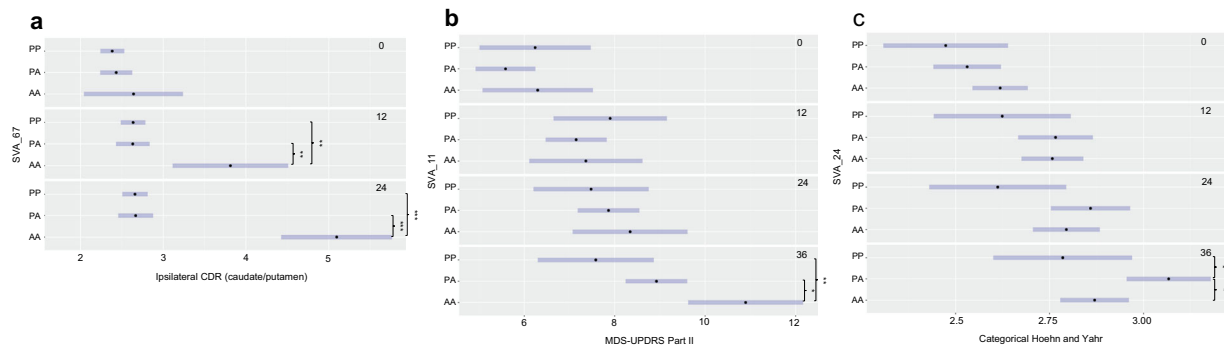 a
0
PP
PA
AA
12
PP
PA
AA
**
**
24
PP
PA
AA
***
***
SVA_67
2 3 4 5
Ipsilateral CDR (caudate/putamen)
b
0
PP
PA
AA
12
PP
PA
AA
24
PP
PA
AA
36
PP
PA
AA
*
**
SVA_11
6 8 10 12
MDS-UPDRS Part II
c
0
PP
PA
AA
12
PP
PA
AA
24
PP
PA
AA
36
PP
PA
AA
SVA_24
2.5 2.75 3.00
Categorical Hoehn and Yahr